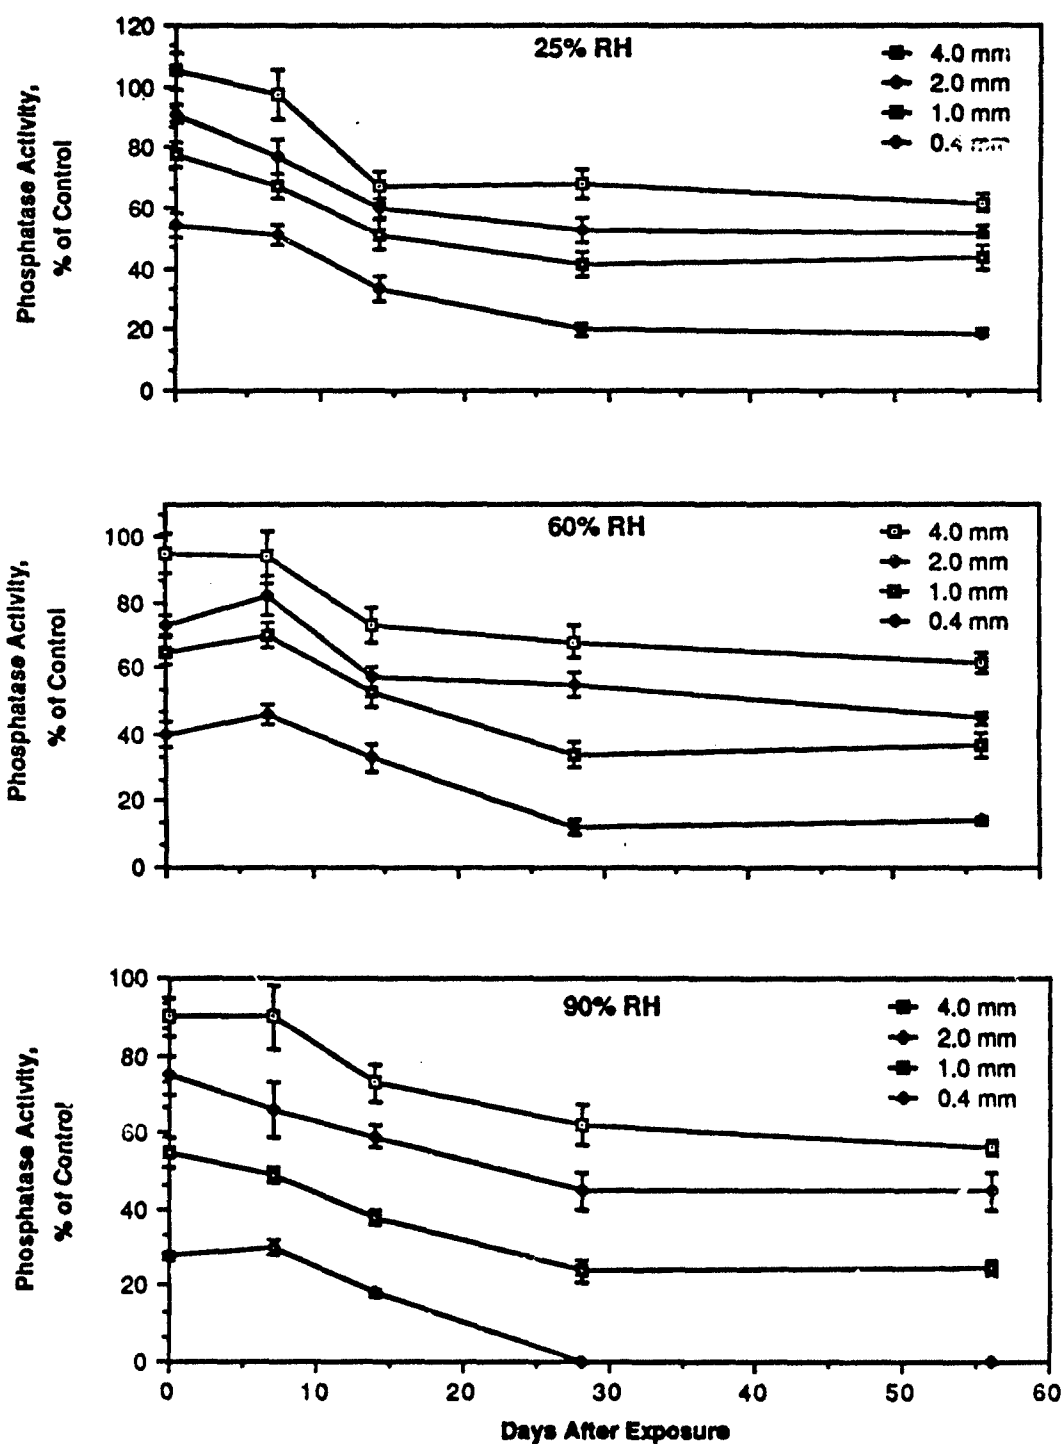 Phosphatase Activity,
% of Control
120
100
80
60
40
20
0
25% RH
4.0 mm
2.0 mm
1.0 mm
0.4 mm
Phosphatase Activity,
% of Control
100
80
60
40
20
0
60% RH
4.0 mm
2.0 mm
1.0 mm
0.4 mm
Phosphatase Activity,
% of Control
100
80
60
40
20
0
90% RH
4.0 mm
2.0 mm
1.0 mm
0.4 mm
0 10 20 30 40 50 60
Days After Exposure